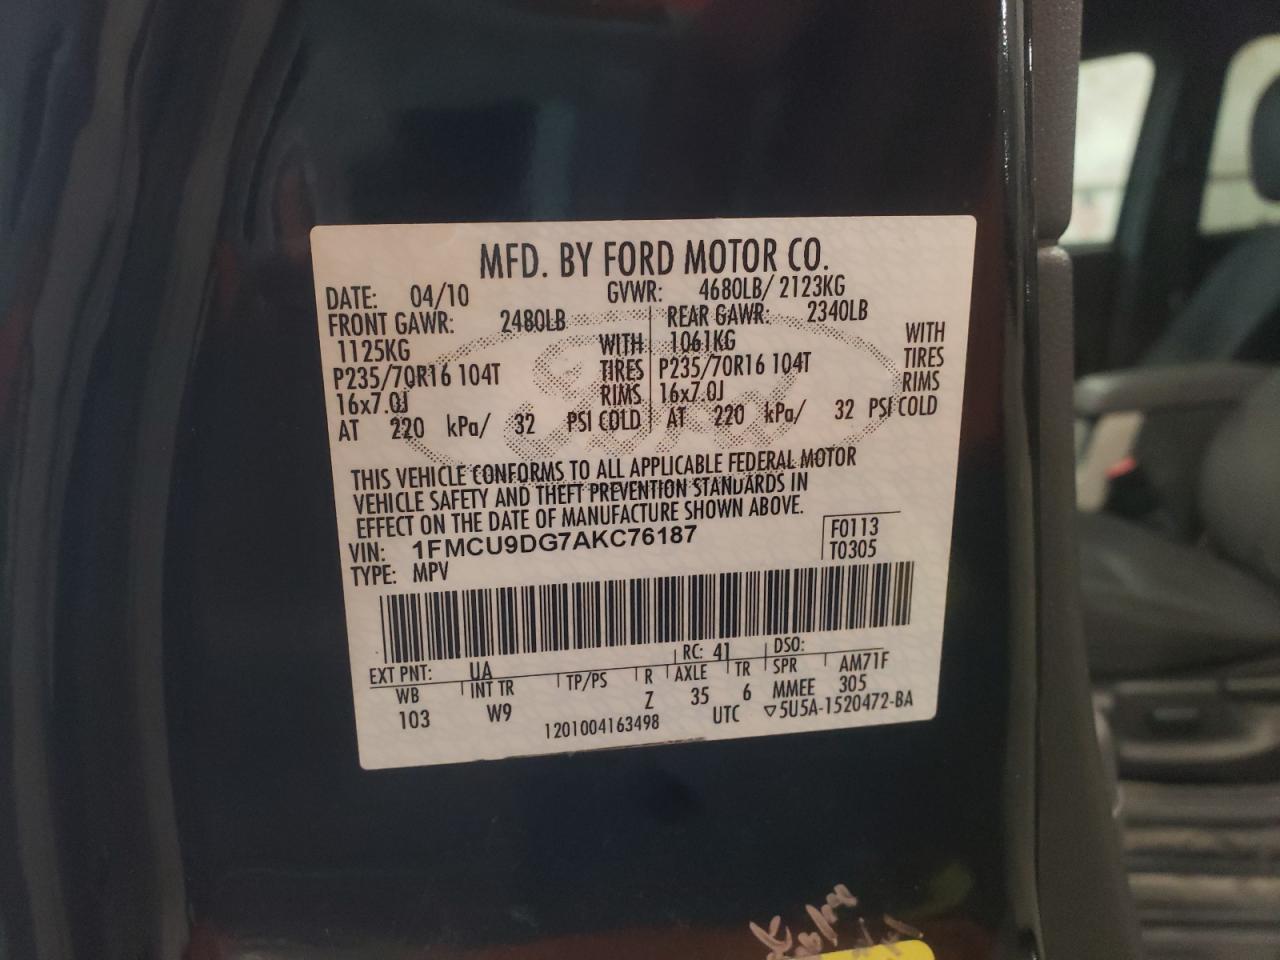 MFD. BY FORD MOTOR CO.
DATE: 04/10 GVWR: 4680LB/ 2123KG
FRONT GAWR: 2480LB REAR GAWR: 2340LB
1125KG WITH 1061KG WITH
P235/70R16 104T TIRES P235/70R16 104T TIRES
16x7.0J RIMS 16x7.0J RIMS
AT 220 kPa/ 32 PSI COLD AT 220 kPa/ 32 PSI COLD
THIS VEHICLE CONFORMS TO ALL APPLICABLE FEDERAL MOTOR
VEHICLE SAFETY AND THEFT PREVENTION STANDARDS IN
EFFECT ON THE DATE OF MANUFACTURE SHOWN ABOVE.
VIN: 1FMCU9DG7AKC76187 F0113
TYPE: MPV T0305
EXT PNT: UA RC: 41 DSO:
WB INT TR TP/PS R AXLE TR SPR AM71F
103 W9 Z 35 6 MMEE 305
1201004163498 UTC ▽5U5A-1520472-BA